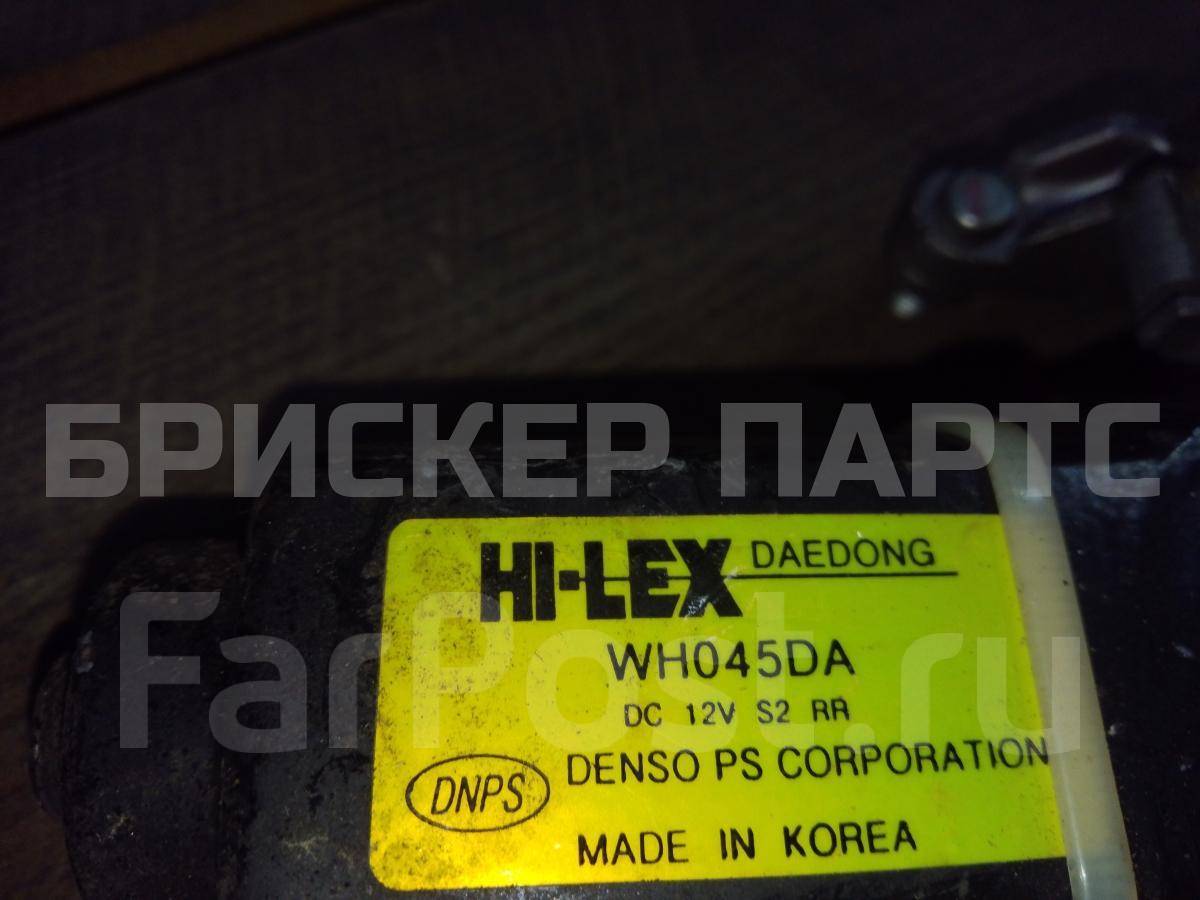 БРИСКЕР ПАРТС
HI-LEX DAEDONG
FarPost.ru
WH045DA
DC 12V S2 RR
DNPS DENSO PS CORPORATION
MADE IN KOREA